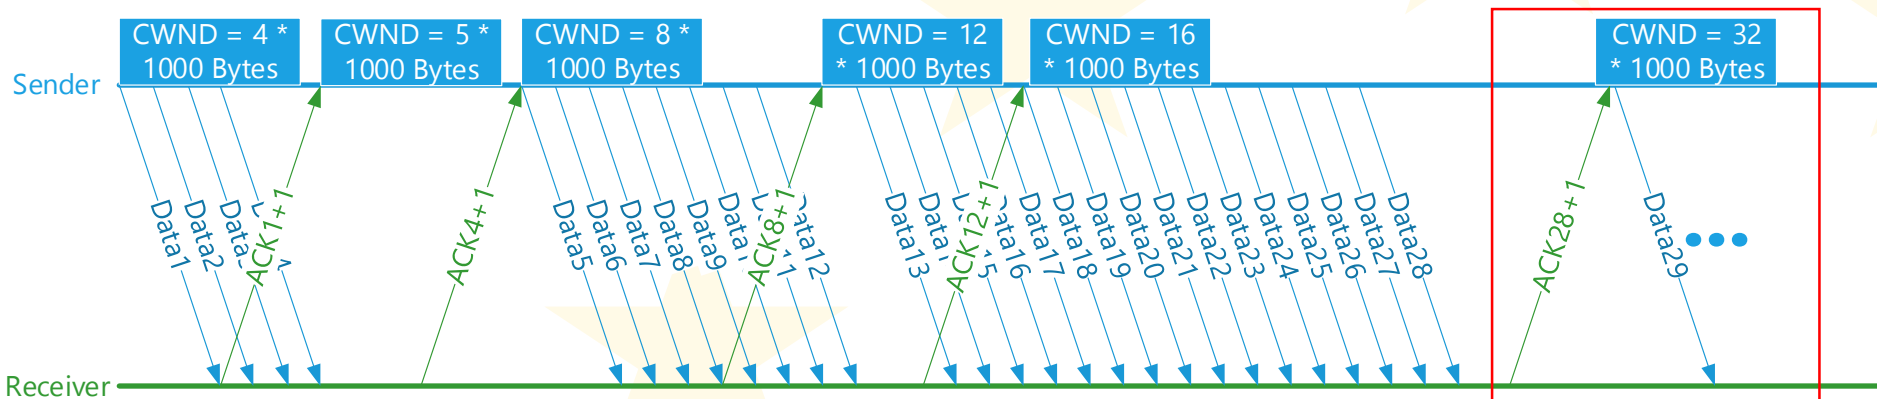 CWND = 4 *
1000 Bytes
CWND = 5 *
1000 Bytes
CWND = 8 *
1000 Bytes
CWND = 12
* 1000 Bytes
CWND = 16
* 1000 Bytes
CWND = 32
* 1000 Bytes
Sender
Data1
Data2
ACK1+1
ACK4+1
Data5
Data6
Data7
Data8
Data9
ACK8+1
Data12
Data13
ACK12+1
Data16
Data17
Data18
Data19
Data20
Data21
Data22
Data23
Data24
Data25
Data26
Data27
Data28
ACK28+1
Data29
Receiver